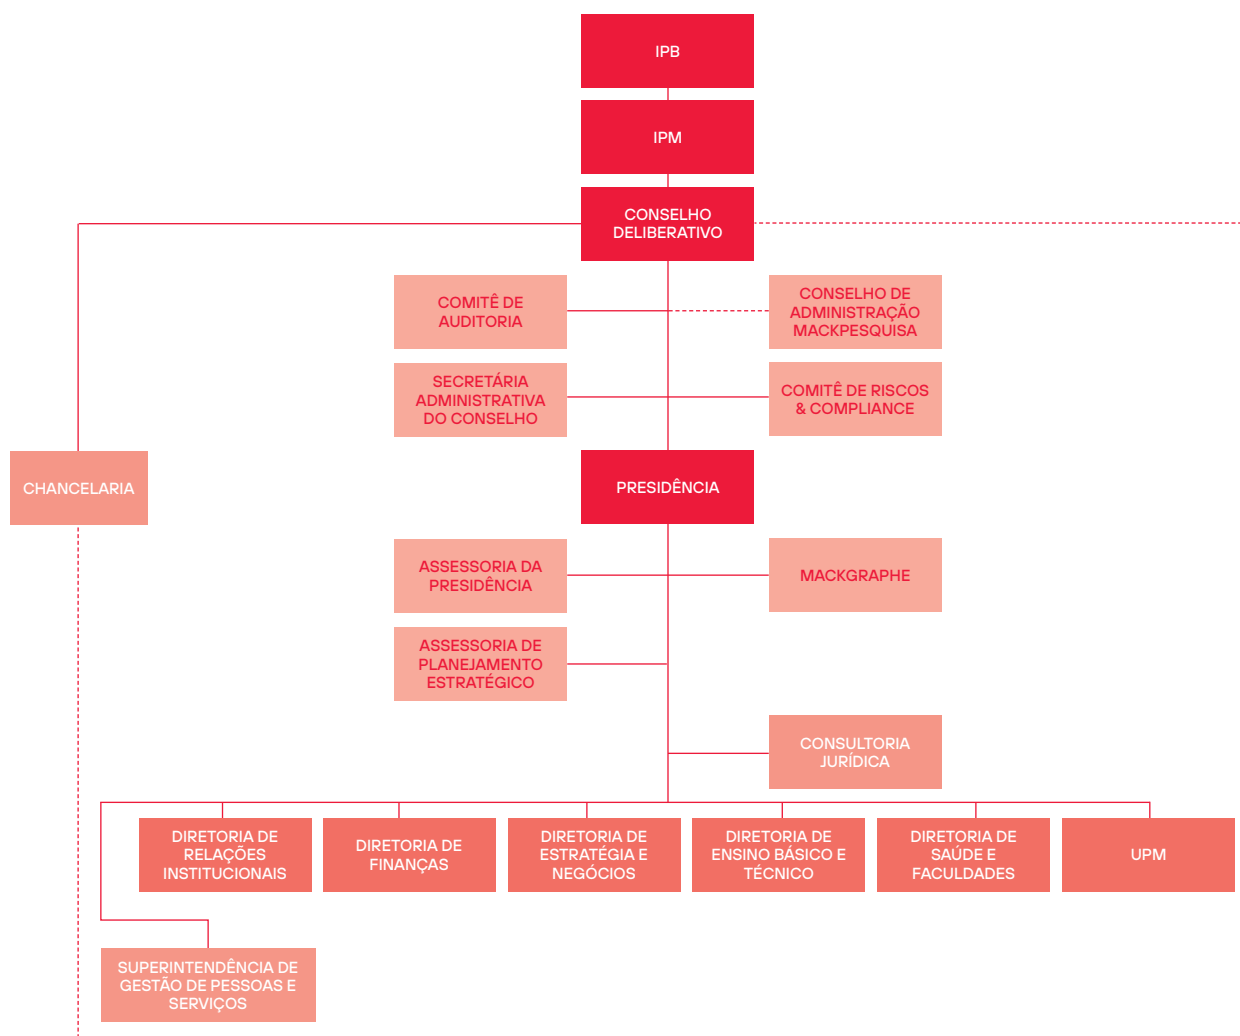 IPB
IPM
CONSELHO
DELIBERATIVO
COMITÊ DE
AUDITORIA
CONSELHO DE
ADMINISTRAÇÃO
MACKPESQUISA
SECRETÁRIA
ADMINISTRATIVA
DO CONSELHO
COMITÊ DE RISCOS
& COMPLIANCE
CHANCELARIA
PRESIDÊNCIA
ASSESSORIA DA
PRESIDÊNCIA
MACKGRAPHE
ASSESSORIA DE
PLANEJAMENTO
ESTRATÉGICO
CONSULTORIA
JURÍDICA
DIRETORIA DE
RELAÇÕES
INSTITUCIONAIS
DIRETORIA DE
FINANÇAS
DIRETORIA DE
ESTRATÉGIA E
NEGÓCIOS
DIRETORIA DE
ENSINO BÁSICO E
TÉCNICO
DIRETORIA DE
SAÚDE E
FACULDADES
UPM
SUPERINTENDÊNCIA DE
GESTÃO DE PESSOAS E
SERVIÇOS